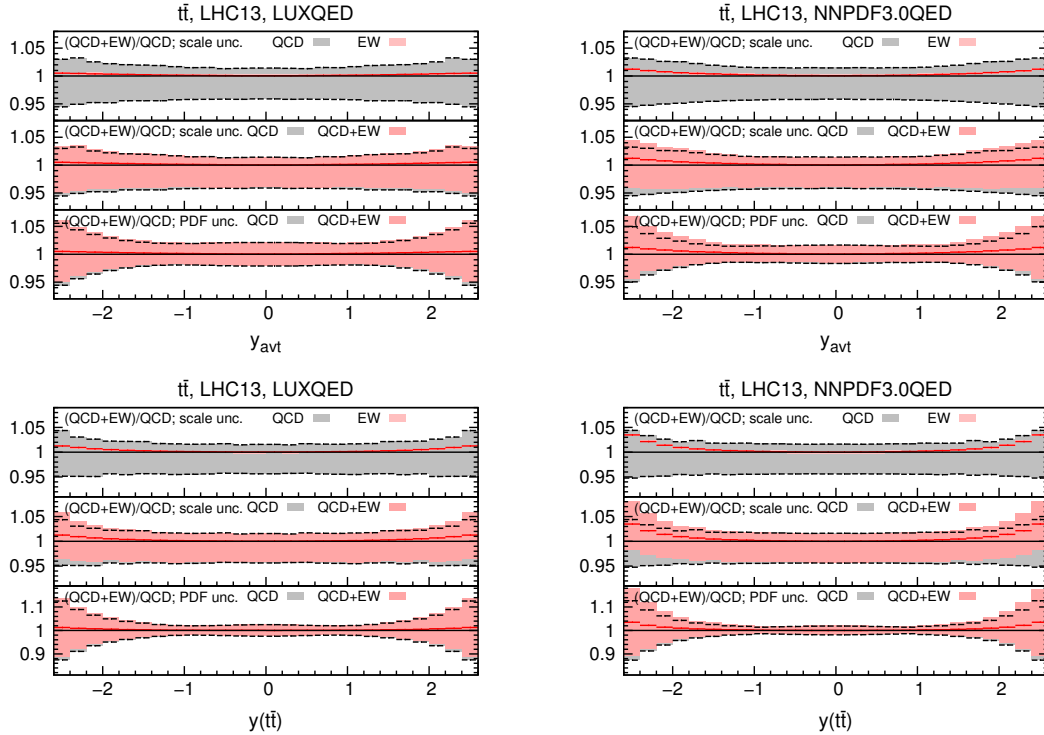 tt̄, LHC13, LUXQED
(QCD+EW)/QCD; scale unc. QCD EW
1.05
1
0.95
(QCD+EW)/QCD; scale unc. QCD QCD+EW
1.05
1
0.95
(QCD+EW)/QCD; PDF unc. QCD QCD+EW
1.05
1
0.95
−2 −1 0 1 2
y_avt
tt̄, LHC13, NNPDF3.0QED
(QCD+EW)/QCD; scale unc. QCD EW
1.05
1
0.95
(QCD+EW)/QCD; scale unc. QCD QCD+EW
1.05
1
0.95
(QCD+EW)/QCD; PDF unc. QCD QCD+EW
1.05
1
0.95
−2 −1 0 1 2
y_avt
tt̄, LHC13, LUXQED
(QCD+EW)/QCD; scale unc. QCD EW
1.05
1
0.95
(QCD+EW)/QCD; scale unc. QCD QCD+EW
1.05
1
0.95
(QCD+EW)/QCD; PDF unc. QCD QCD+EW
1.1
1
0.9
−2 −1 0 1 2
y(tt̄)
tt̄, LHC13, NNPDF3.0QED
(QCD+EW)/QCD; scale unc. QCD EW
1.05
1
0.95
(QCD+EW)/QCD; scale unc. QCD QCD+EW
1.05
1
0.95
(QCD+EW)/QCD; PDF unc. QCD QCD+EW
1.1
1
0.9
−2 −1 0 1 2
y(tt̄)